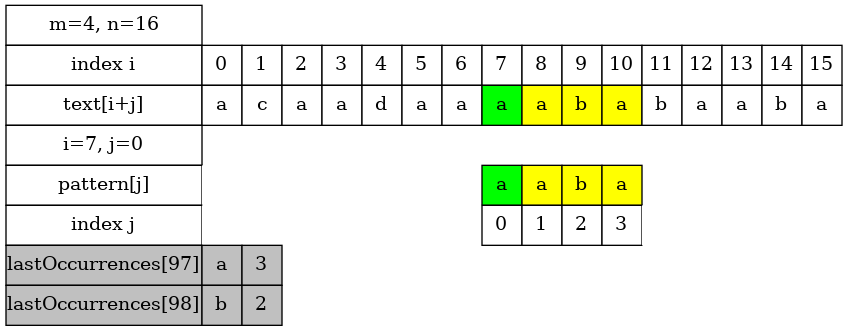 m=4, n=16
index i 0 1 2 3 4 5 6 7 8 9 10 11 12 13 14 15
text[i+j] a c a a d a a a a b a b a a b a
i=7, j=0
pattern[j] a a b a
index j 0 1 2 3
lastOccurrences[97] a 3
lastOccurrences[98] b 2